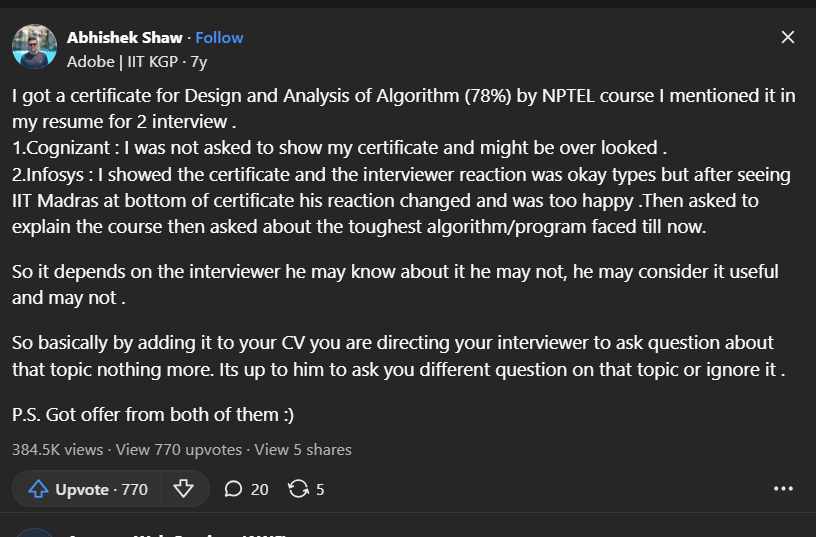 Abhishek Shaw · Follow
Adobe | IIT KGP · 7y
I got a certificate for Design and Analysis of Algorithm (78%) by NPTEL course I mentioned it in
my resume for 2 interview .
1.Cognizant : I was not asked to show my certificate and might be over looked .
2.Infosys : I showed the certificate and the interviewer reaction was okay types but after seeing
IIT Madras at bottom of certificate his reaction changed and was too happy .Then asked to
explain the course then asked about the toughest algorithm/program faced till now.
So it depends on the interviewer he may know about it he may not, he may consider it useful
and may not .
So basically by adding it to your CV you are directing your interviewer to ask question about
that topic nothing more. Its up to him to ask you different question on that topic or ignore it .
P.S. Got offer from both of them :)
384.5K views · View 770 upvotes · View 5 shares
Upvote · 770 20 5